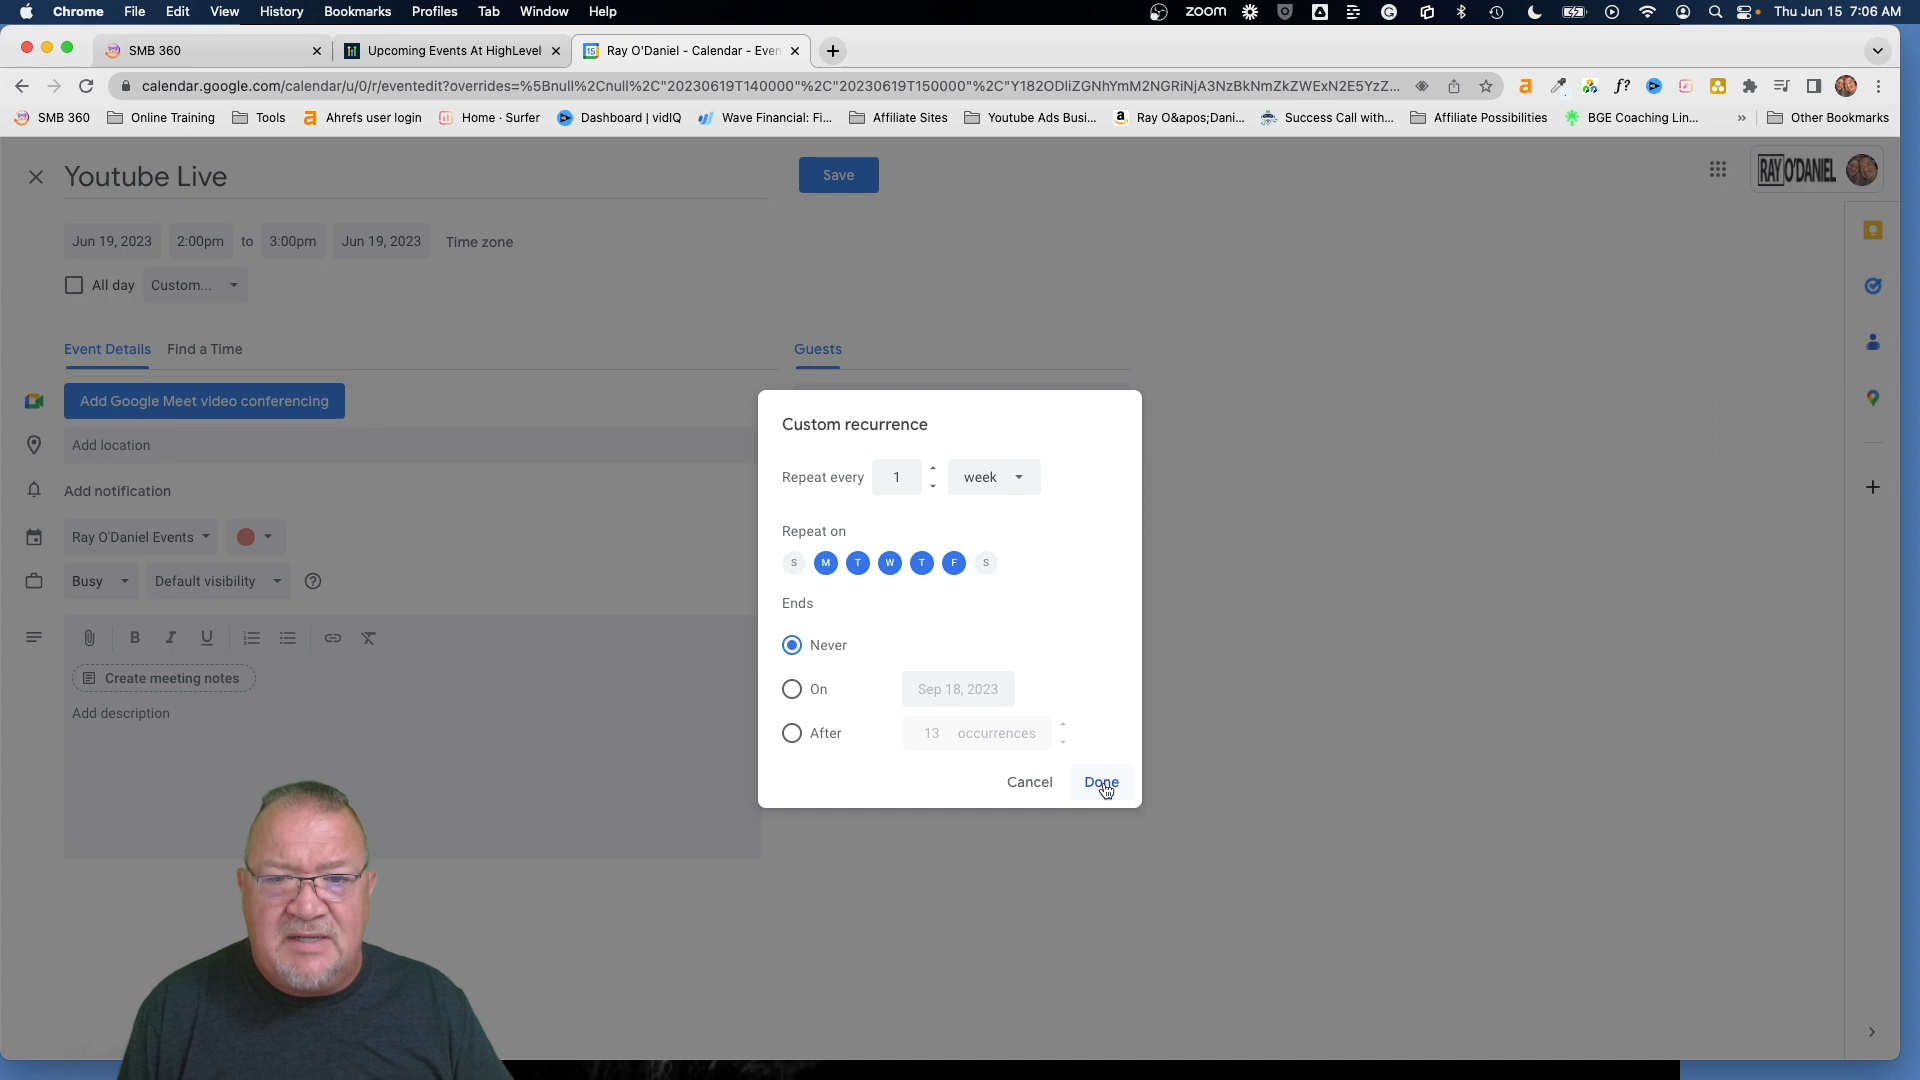 Chrome File Edit View History Bookmarks Profiles Tab Window Help zoom Thu Jun 15 7:06 AM
SMB 360 Upcoming Events At HighLevel Ray O'Daniel - Calendar - Even
calendar.google.com/calendar/u/0/r/eventedit?overrides=%5Bnull%2Cnull%2C"20230619T140000"%2C"20230619T150000"%2C"Y182ODliZGNhYmM2NGRiNjA3NzBkNmZkZWExN2E5YzZ...
SMB 360 Online Training Tools Ahrefs user login Home · Surfer Dashboard | vidIQ Wave Financial: Fi... Affiliate Sites Youtube Ads Busi... Ray O&apos;Dani... Success Call with... Affiliate Possibilities BGE Coaching Lin... » Other Bookmarks
Youtube Live Save RAY O'DANIEL
Jun 19, 2023 2:00pm to 3:00pm Jun 19, 2023 Time zone
All day Custom...
Event Details Find a Time Guests
Add Google Meet video conferencing
Add location
Add notification
Ray O'Daniel Events
Busy Default visibility
B I U
Create meeting notes
Add description
Custom recurrence
Repeat every 1 week
Repeat on
S M T W T F S
Ends
Never
On Sep 18, 2023
After 13 occurrences
Cancel Done